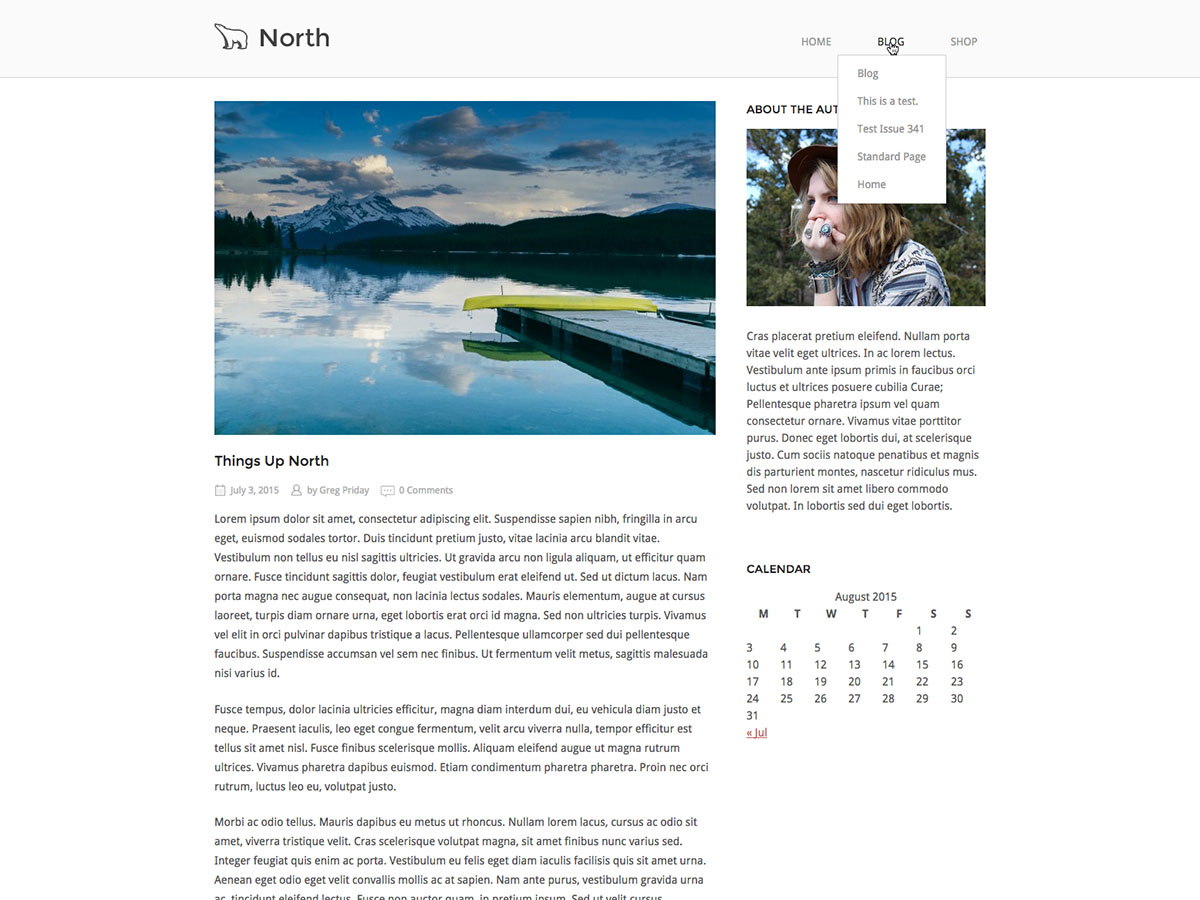 North
HOME
BLOG
SHOP
Blog
This is a test.
Test Issue 341
Standard Page
Home
Things Up North
July 3, 2015 by Greg Priday 0 Comments
Lorem ipsum dolor sit amet, consectetur adipiscing elit. Suspendisse sapien nibh, fringilla in arcu
eget, euismod sodales tortor. Duis tincidunt pretium justo, vitae lacinia arcu blandit vitae.
Vestibulum non tellus eu nisl sagittis ultricies. Ut gravida arcu non ligula aliquam, ut efficitur quam
ornare. Fusce tincidunt sagittis dolor, feugiat vestibulum erat eleifend ut. Sed ut dictum lacus. Nam
porta magna nec augue consequat, non lacinia lectus sodales. Mauris elementum, augue at cursus
laoreet, turpis diam ornare urna, eget lobortis erat orci id magna. Sed non ultricies turpis. Vivamus
vel elit in orci pulvinar dapibus tristique a lacus. Pellentesque ullamcorper sed dui pellentesque
faucibus. Suspendisse accumsan vel sem nec finibus. Ut fermentum velit metus, sagittis malesuada
nisi varius id.
Fusce tempus, dolor lacinia ultricies efficitur, magna diam interdum dui, eu vehicula diam justo et
neque. Praesent iaculis, leo eget congue fermentum, velit arcu viverra nulla, tempor efficitur est
tellus sit amet nisl. Fusce finibus scelerisque mollis. Aliquam eleifend augue ut magna rutrum
ultrices. Vivamus pharetra dapibus euismod. Etiam condimentum pharetra pharetra. Proin nec orci
rutrum, luctus leo eu, volutpat justo.
Morbi ac odio tellus. Mauris dapibus eu metus ut rhoncus. Nullam lorem lacus, cursus ac odio sit
amet, viverra tristique velit. Cras scelerisque volutpat magna, sit amet finibus nunc varius sed.
Integer feugiat quis enim ac porta. Vestibulum eu felis eget diam iaculis facilisis quis sit amet urna.
Aenean eget odio eget velit convallis mollis ac at sapien. Nam ante purus, vestibulum gravida urna
ac, tincidunt eleifend lectus. Fusce non auctor quam, in pretium ipsum. Sed ut velit cursus
ABOUT THE AUT
Cras placerat pretium eleifend. Nullam porta
vitae velit eget ultrices. In ac lorem lectus.
Vestibulum ante ipsum primis in faucibus orci
luctus et ultrices posuere cubilia Curae;
Pellentesque pharetra ipsum vel quam
consectetur ornare. Vivamus vitae porttitor
purus. Donec eget lobortis dui, at scelerisque
justo. Cum sociis natoque penatibus et magnis
dis parturient montes, nascetur ridiculus mus.
Sed non lorem sit amet libero commodo
volutpat. In lobortis sed dui eget lobortis.
CALENDAR
August 2015
M T W T F S S
1 2
3 4 5 6 7 8 9
10 11 12 13 14 15 16
17 18 19 20 21 22 23
24 25 26 27 28 29 30
31
« Jul